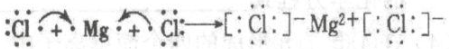 :Cl· + ·Mg· + ·Cl: ⟶ [:Cl:]⁻ Mg²⁺ [:Cl:]⁻